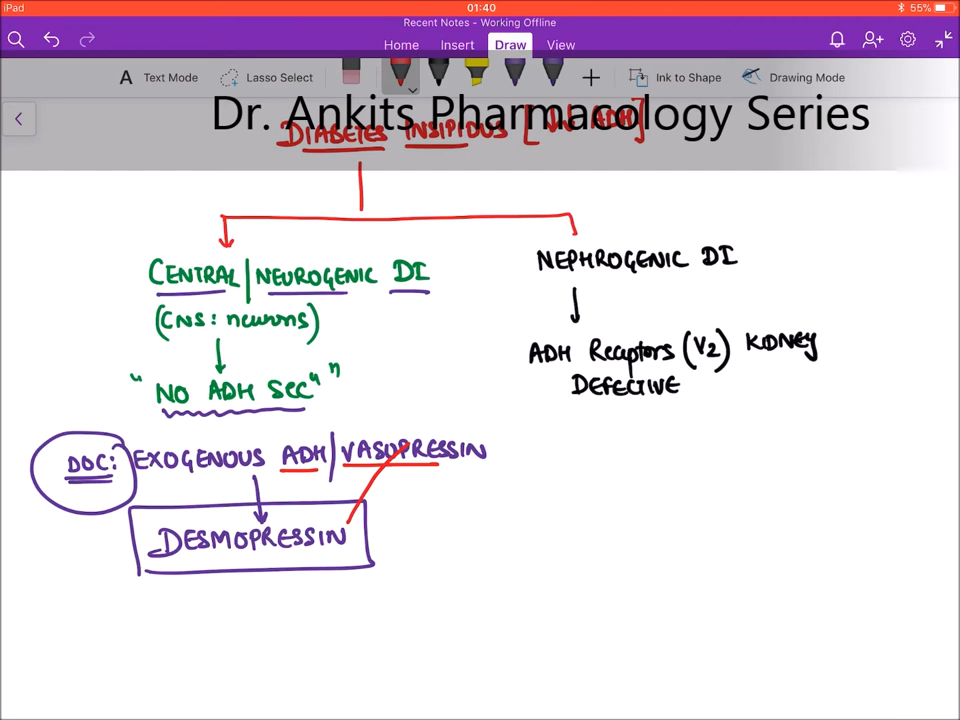 iPad
01:40
55%
Recent Notes - Working Offline
Home Insert Draw View
A Text Mode Lasso Select Ink to Shape Drawing Mode
Dr. Ankits Pharmacology Series
DIABETES INSIPIDUS [↓↓ ADH]
CENTRAL | NEUROGENIC DI
NEPHROGENIC DI
(CNS: neurons)
ADH Receptors (V2) KIDNEY
DEFECTIVE
"NO ADH SECⁿ"
DOC: EXOGENOUS ADH | VASOPRESSIN
DESMOPRESSIN